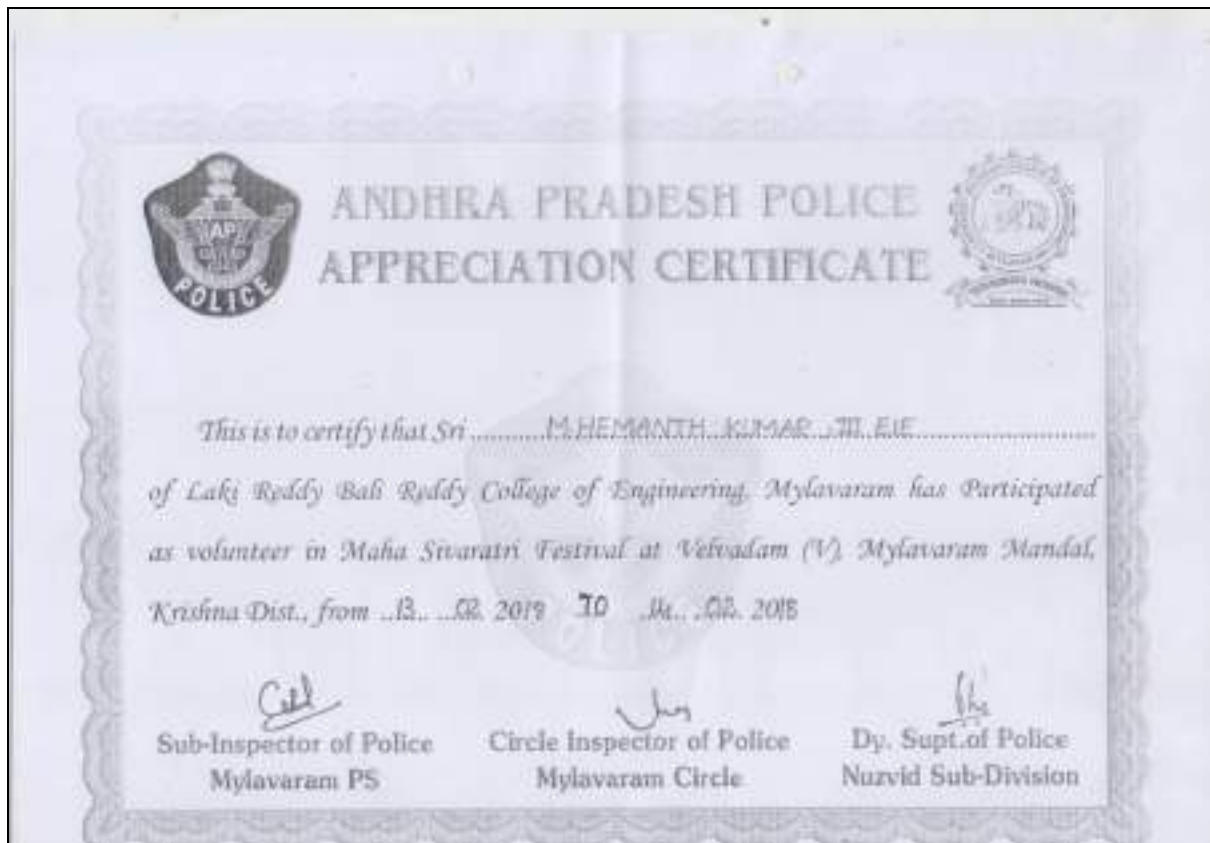 ANDHRA PRADESH POLICE
APPRECIATION CERTIFICATE
AP
POLICE
This is to certify that Sri ............M.HEMANTH KUMAR ,III EIE............
of Laki Reddy Bali Reddy College of Engineering, Mylavaram has Participated
as volunteer in Maha Sivaratri Festival at Velvadam (V), Mylavaram Mandal,
Krishna Dist., from ..13.. ..02. 2018 TO ..14.. ..02. 2018
Sub-Inspector of Police
Mylavaram PS
Circle Inspector of Police
Mylavaram Circle
Dy. Supt.of Police
Nuzvid Sub-Division